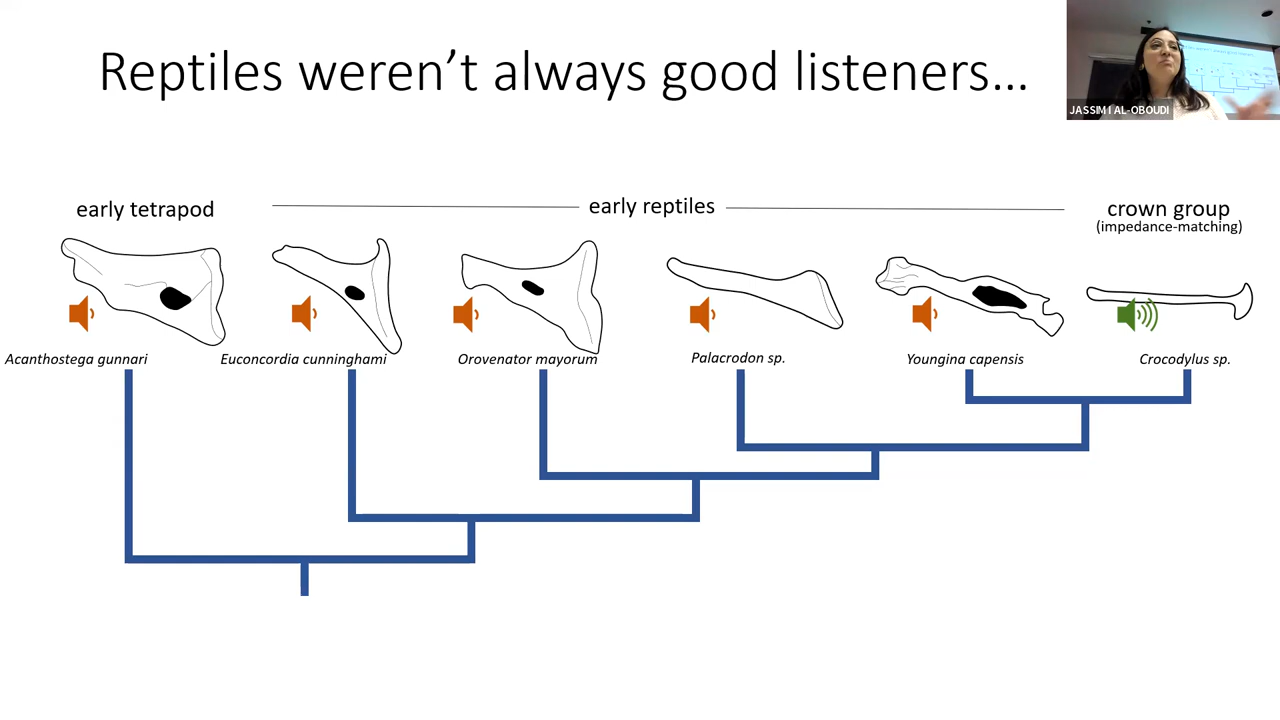 Reptiles weren’t always good listeners…
JASSIM I AL-OBOUDI
early tetrapod
early reptiles
crown group
(impedance-matching)
Acanthostega gunnari
Euconcordia cunninghami
Orovenator mayorum
Palacrodon sp.
Youngina capensis
Crocodylus sp.